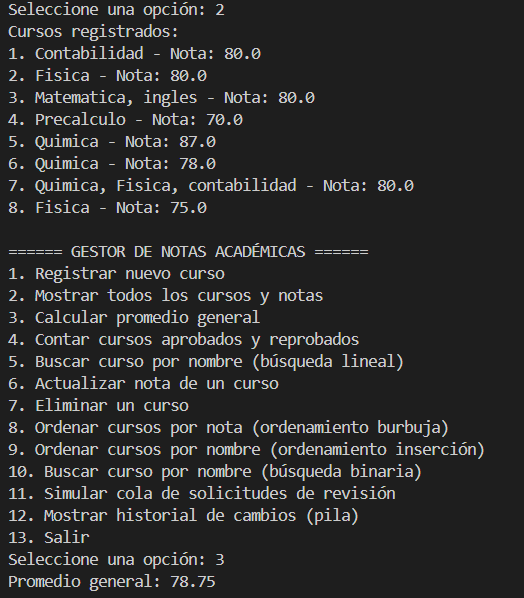 Seleccione una opción: 2
Cursos registrados:
1. Contabilidad - Nota: 80.0
2. Fisica - Nota: 80.0
3. Matematica, ingles - Nota: 80.0
4. Precalculo - Nota: 70.0
5. Quimica - Nota: 87.0
6. Quimica - Nota: 78.0
7. Quimica, Fisica, contabilidad - Nota: 80.0
8. Fisica - Nota: 75.0

====== GESTOR DE NOTAS ACADÉMICAS ======
1. Registrar nuevo curso
2. Mostrar todos los cursos y notas
3. Calcular promedio general
4. Contar cursos aprobados y reprobados
5. Buscar curso por nombre (búsqueda lineal)
6. Actualizar nota de un curso
7. Eliminar un curso
8. Ordenar cursos por nota (ordenamiento burbuja)
9. Ordenar cursos por nombre (ordenamiento inserción)
10. Buscar curso por nombre (búsqueda binaria)
11. Simular cola de solicitudes de revisión
12. Mostrar historial de cambios (pila)
13. Salir
Seleccione una opción: 3
Promedio general: 78.75